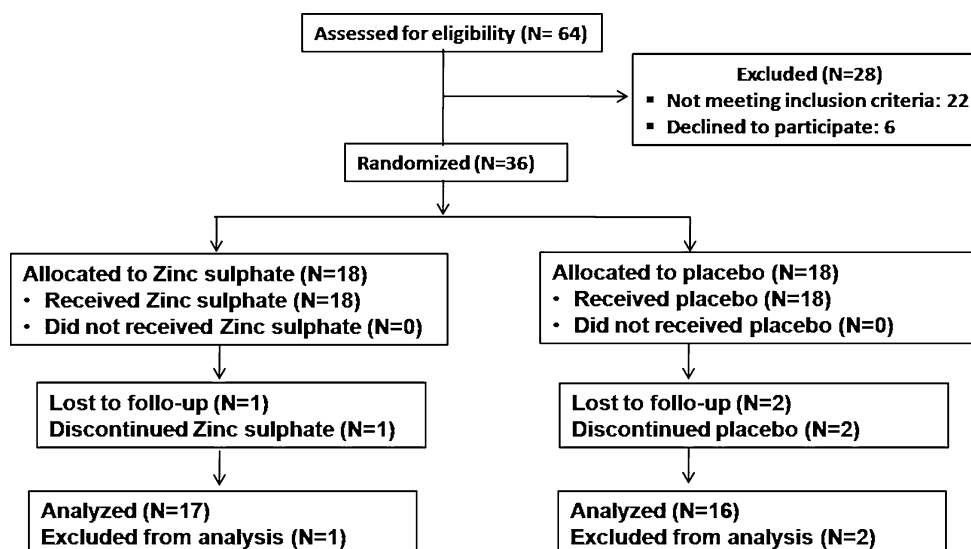 Assessed for eligibility (N= 64)
Excluded (N=28)
▪ Not meeting inclusion criteria: 22
▪ Declined to participate: 6
Randomized (N=36)
Allocated to Zinc sulphate (N=18)
• Received Zinc sulphate (N=18)
• Did not received Zinc sulphate (N=0)
Allocated to placebo (N=18)
• Received placebo (N=18)
• Did not received placebo (N=0)
Lost to follo-up (N=1)
Discontinued Zinc sulphate (N=1)
Lost to follo-up (N=2)
Discontinued placebo (N=2)
Analyzed (N=17)
Excluded from analysis (N=1)
Analyzed (N=16)
Excluded from analysis (N=2)